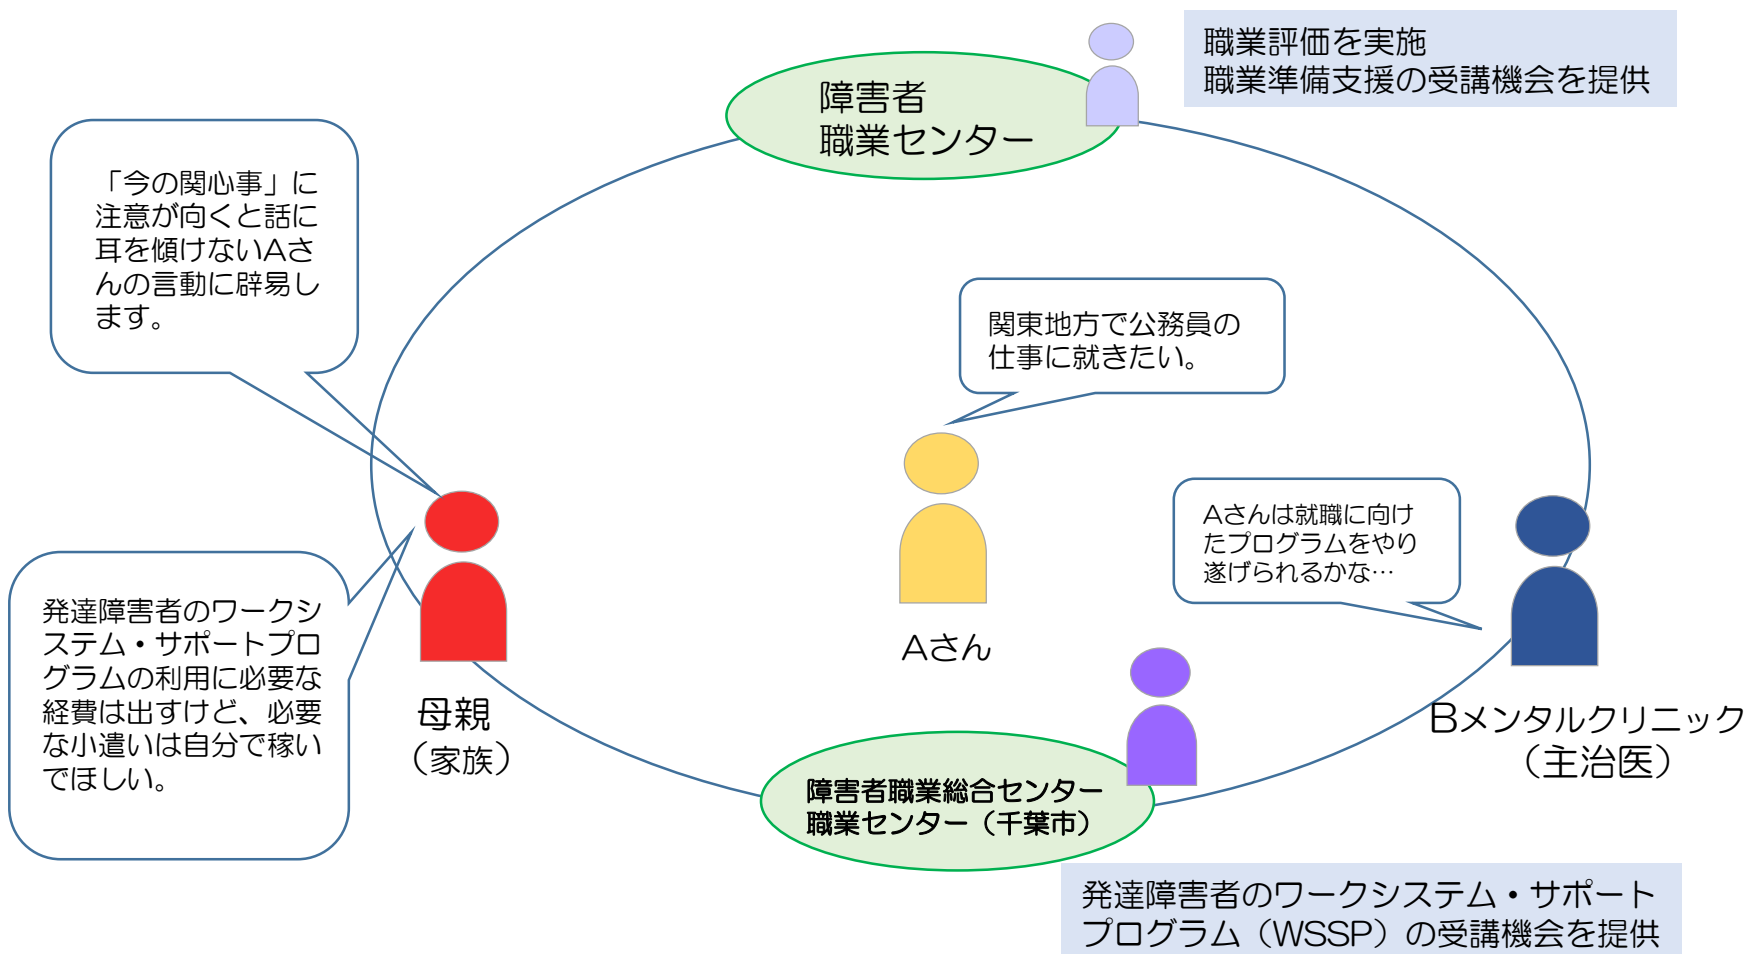 職業評価を実施
職業準備支援の受講機会を提供
障害者
職業センター
「今の関心事」に
注意が向くと話に
耳を傾けないAさ
んの言動に辟易し
ます。
関東地方で公務員の
仕事に就きたい。
Aさんは就職に向け
たプログラムをやり
遂げられるかな…
発達障害者のワークシ
ステム・サポートプロ
グラムの利用に必要な
経費は出すけど、必要
な小遣いは自分で稼い
でほしい。
Aさん
母親
（家族）
Bメンタルクリニック
（主治医）
障害者職業総合センター
職業センター（千葉市）
発達障害者のワークシステム・サポート
プログラム（WSSP）の受講機会を提供